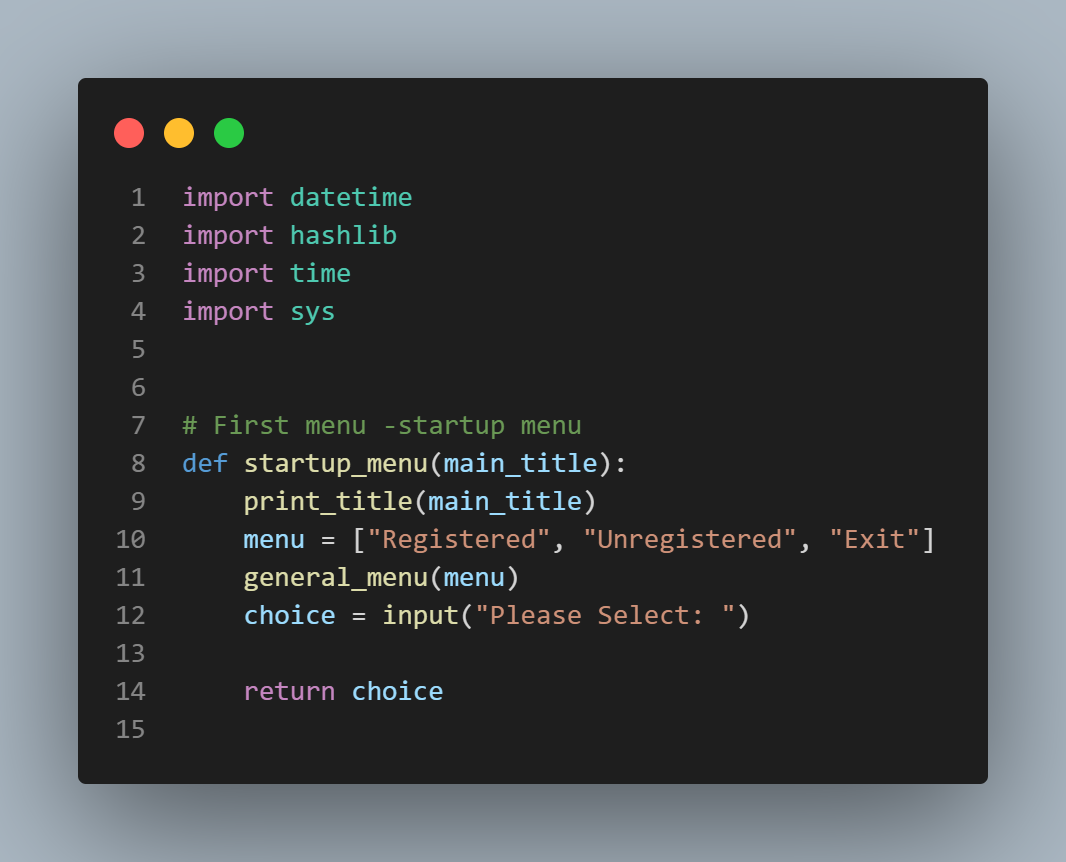 1 import datetime
2 import hashlib
3 import time
4 import sys
5
6
7 # First menu -startup menu
8 def startup_menu(main_title):
9     print_title(main_title)
10     menu = ["Registered", "Unregistered", "Exit"]
11     general_menu(menu)
12     choice = input("Please Select: ")
13
14     return choice
15